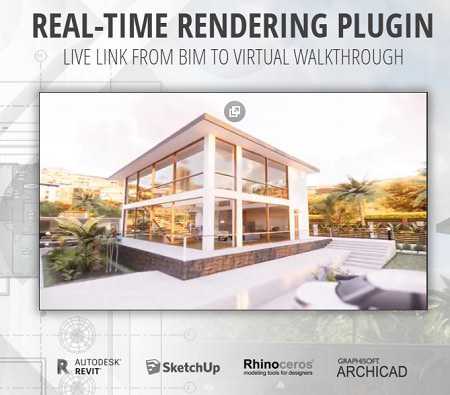 REAL-TIME RENDERING PLUGIN
LIVE LINK FROM BIM TO VIRTUAL WALKTHROUGH
AUTODESK®
REVIT®
SketchUp
Rhinoceros®
modeling tools for designers
GRAPHISOFT
ARCHICAD